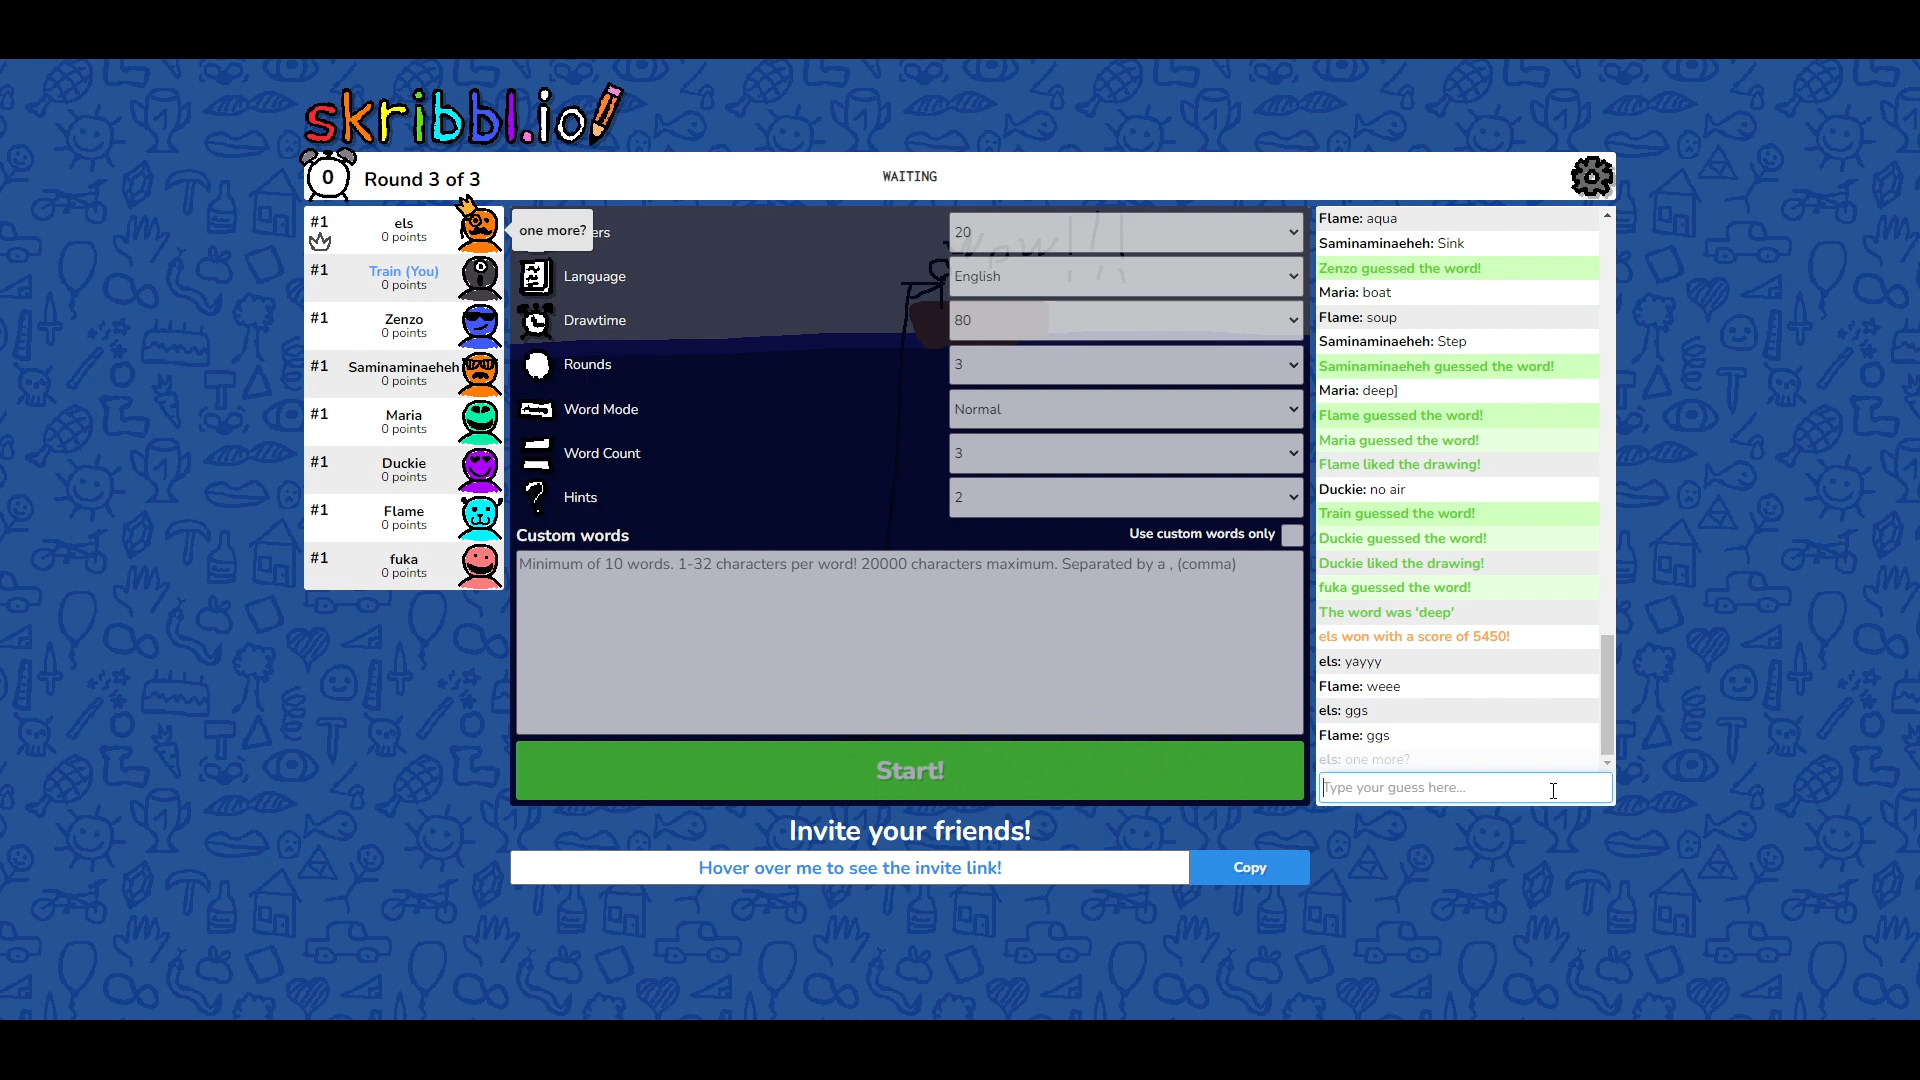 skribbl.io
0
Round 3 of 3
WAITING
#1
els
0 points
#1
Train (You)
0 points
#1
Zenzo
0 points
#1
Saminaminaeheh
0 points
#1
Maria
0 points
#1
Duckie
0 points
#1
Flame
0 points
#1
fuka
0 points
one more?
ers
20
Wow!!!
Language
English
Drawtime
80
Rounds
3
Word Mode
Normal
Word Count
3
Hints
2
Custom words
Use custom words only
Minimum of 10 words. 1-32 characters per word! 20000 characters maximum. Separated by a , (comma)
Start!
Invite your friends!
Hover over me to see the invite link!
Copy
Flame: aqua
Saminaminaeheh: Sink
Zenzo guessed the word!
Maria: boat
Flame: soup
Saminaminaeheh: Step
Saminaminaeheh guessed the word!
Maria: deep]
Flame guessed the word!
Maria guessed the word!
Flame liked the drawing!
Duckie: no air
Train guessed the word!
Duckie guessed the word!
Duckie liked the drawing!
fuka guessed the word!
The word was 'deep'
els won with a score of 5450!
els: yayyy
Flame: weee
els: ggs
Flame: ggs
els: one more?
Type your guess here...